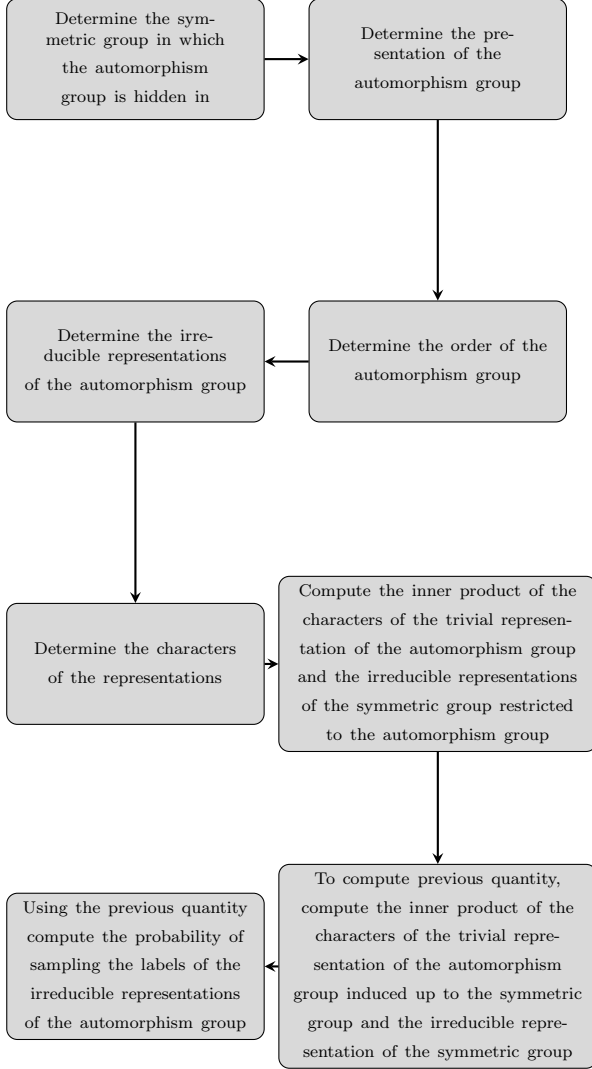 Determine the sym-
metric group in which
the automorphism
group is hidden in
Determine the pre-
sentation of the
automorphism group
Determine the order of the
automorphism group
Determine the irre-
ducible representations
of the automorphism group
Determine the characters
of the representations
Compute the inner product of the
characters of the trivial represen-
tation of the automorphism group
and the irreducible representations
of the symmetric group restricted
to the automorphism group
To compute previous quantity,
compute the inner product of the
characters of the trivial repre-
sentation of the automorphism
group induced up to the symmetric
group and the irreducible repre-
sentation of the symmetric group
Using the previous quantity
compute the probability of
sampling the labels of the
irreducible representations
of the automorphism group